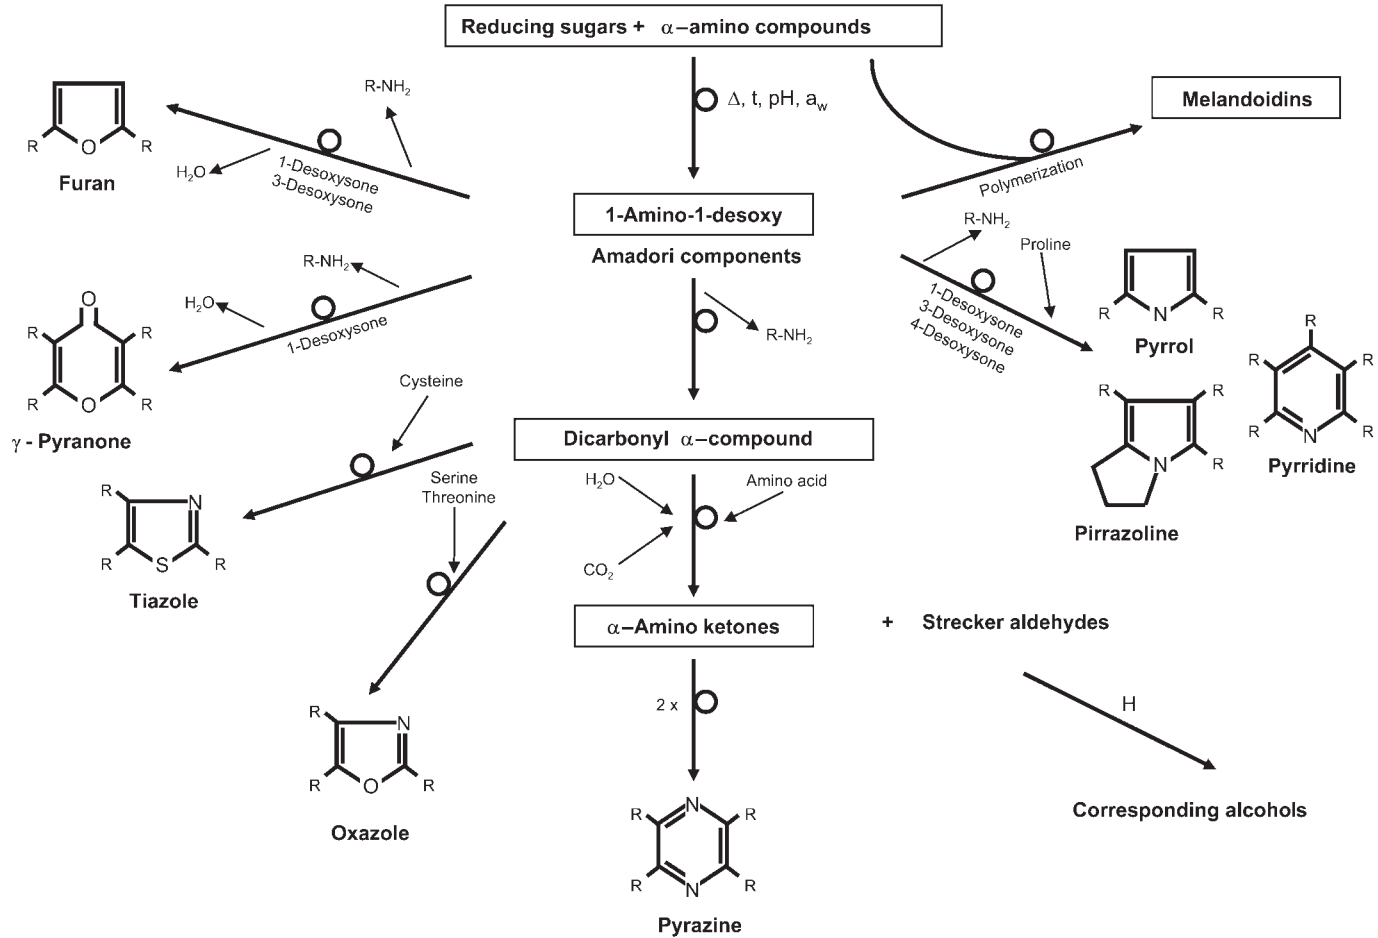 Reducing sugars + α–amino compounds
Δ, t, pH, aw
Melandoidins
Polymerization
R-NH2
H2O
1-Desoxysone
3-Desoxysone
R
O
R
Furan
1-Amino-1-desoxy
Amadori components
R-NH2
R-NH2
Proline
1-Desoxysone
3-Desoxysone
4-Desoxysone
R
N
R
Pyrrol
R-NH2
H2O
1-Desoxysone
O
R
R
R
O
R
γ - Pyranone
R
R
R
R
N
R
Pyrridine
R
R
N
R
Pirrazoline
Cysteine
Dicarbonyl α–compound
Serine
Threonine
H2O
Amino acid
CO2
R
N
R
S
R
Tiazole
α–Amino ketones
+ Strecker aldehydes
2 x
H
R
N
R
O
R
Oxazole
Corresponding alcohols
N
R
R
R
R
N
Pyrazine